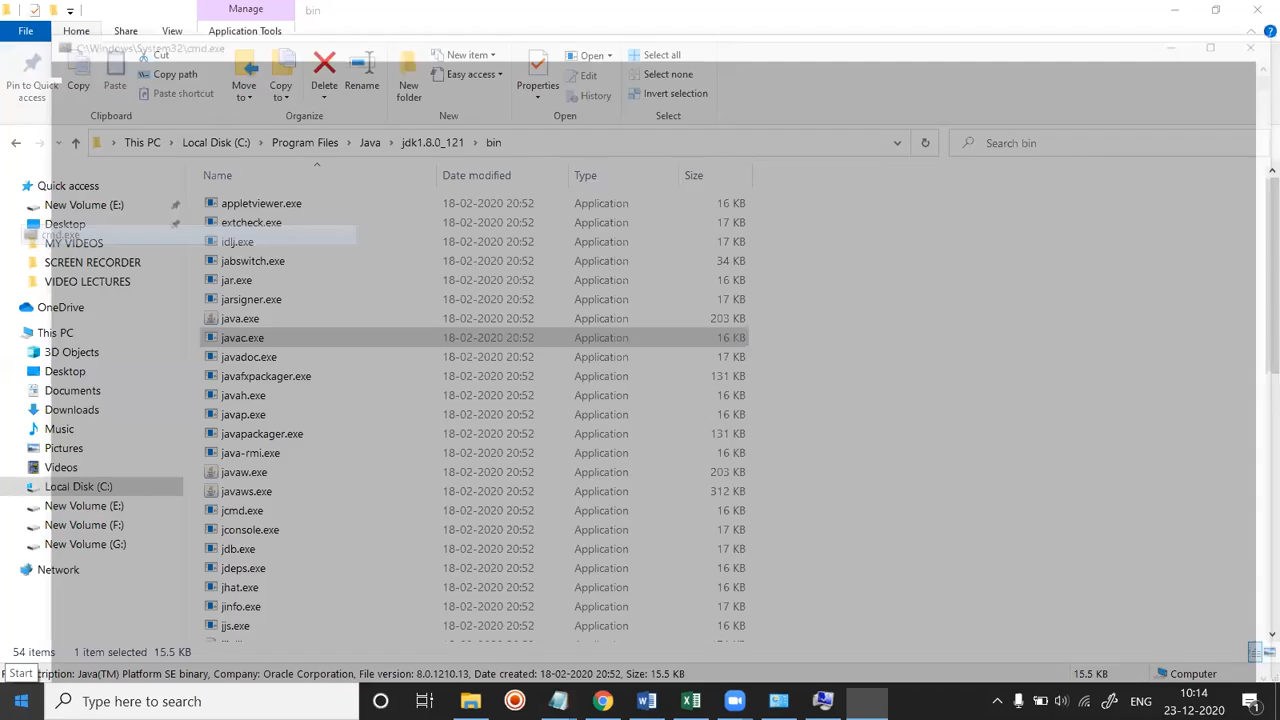 Manage
bin
File
Home
Share
View
Application Tools
C:\Windows\System32\cmd.exe
Pin to Quick access
Copy
Paste
Cut
Copy path
Paste shortcut
Clipboard
Move to
Copy to
Delete
Rename
Organize
New folder
New item
Easy access
New
Properties
Open
Edit
History
Open
Select all
Select none
Invert selection
Select
This PC > Local Disk (C:) > Program Files > Java > jdk1.8.0_121 > bin
Search bin
Name
Date modified
Type
Size
Quick access
New Volume (E:)
Desktop
cmd.exe
MY VIDEOS
SCREEN RECORDER
VIDEO LECTURES
OneDrive
This PC
3D Objects
Desktop
Documents
Downloads
Music
Pictures
Videos
Local Disk (C:)
New Volume (E:)
New Volume (F:)
New Volume (G:)
Network
appletviewer.exe 18-02-2020 20:52 Application 16 KB
extcheck.exe 18-02-2020 20:52 Application 17 KB
idlj.exe 18-02-2020 20:52 Application 17 KB
jabswitch.exe 18-02-2020 20:52 Application 34 KB
jar.exe 18-02-2020 20:52 Application 16 KB
jarsigner.exe 18-02-2020 20:52 Application 17 KB
java.exe 18-02-2020 20:52 Application 203 KB
javac.exe 18-02-2020 20:52 Application 16 KB
javadoc.exe 18-02-2020 20:52 Application 17 KB
javafxpackager.exe 18-02-2020 20:52 Application 131 KB
javah.exe 18-02-2020 20:52 Application 16 KB
javap.exe 18-02-2020 20:52 Application 16 KB
javapackager.exe 18-02-2020 20:52 Application 131 KB
java-rmi.exe 18-02-2020 20:52 Application 16 KB
javaw.exe 18-02-2020 20:52 Application 203 KB
javaws.exe 18-02-2020 20:52 Application 312 KB
jcmd.exe 18-02-2020 20:52 Application 16 KB
jconsole.exe 18-02-2020 20:52 Application 17 KB
jdb.exe 18-02-2020 20:52 Application 17 KB
jdeps.exe 18-02-2020 20:52 Application 17 KB
jhat.exe 18-02-2020 20:52 Application 17 KB
jinfo.exe 18-02-2020 20:52 Application 17 KB
jjs.exe 18-02-2020 20:52 Application 16 KB
54 items 1 item selected 15.5 KB
Start
cription: Java(TM) Platform SE binary, Company: Oracle Corporation, File version: 8.0.1210.13, Date created: 18-02-2020 20:52, Size: 15.5 KB
15.5 KB
Computer
Type here to search
ENG
10:14
23-12-2020
1